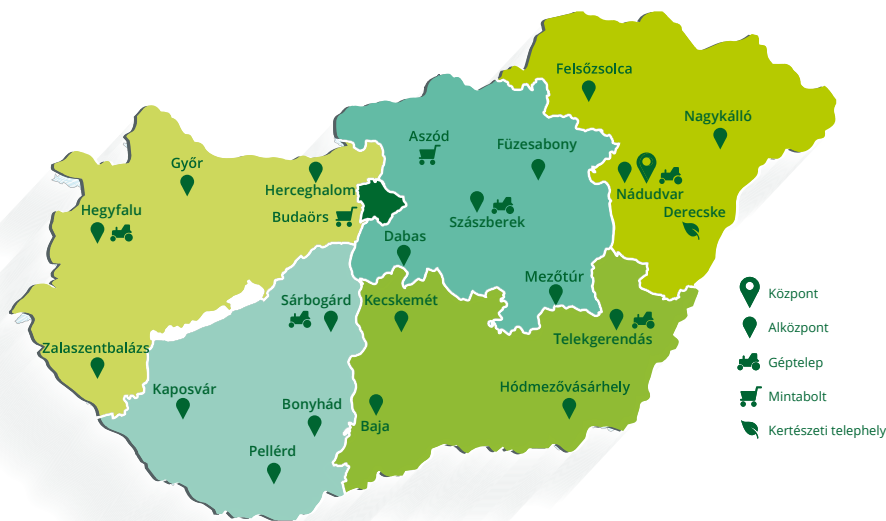 Felsőzsolca
Nagykálló
Aszód
Füzesabony
Győr
Herceghalom
Nádudvar
Hegyfalu
Budaörs
Szászberek
Derecske
Dabas
Mezőtúr
Sárbogárd
Kecskemét
Telekgerendás
Zalaszentbalázs
Kaposvár
Bonyhád
Hódmezővásárhely
Baja
Pellérd
Központ
Alközpont
Géptelep
Mintabolt
Kertészeti telephely